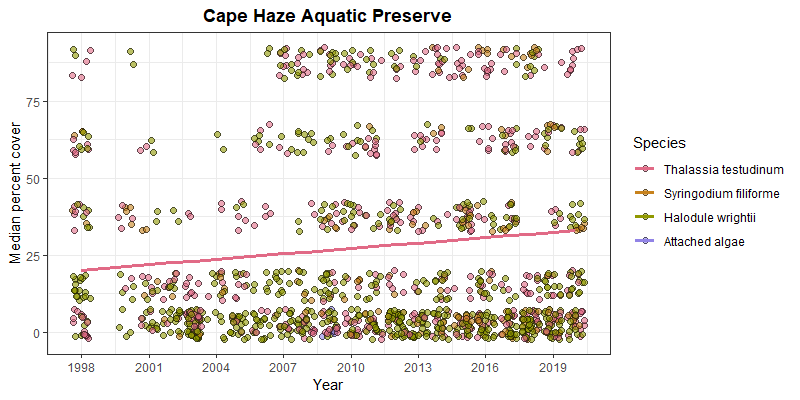 Cape Haze Aquatic Preserve
Median percent cover
75
50
25
0
1998 2001 2004 2007 2010 2013 2016 2019
Year
Species
Thalassia testudinum
Syringodium filiforme
Halodule wrightii
Attached algae